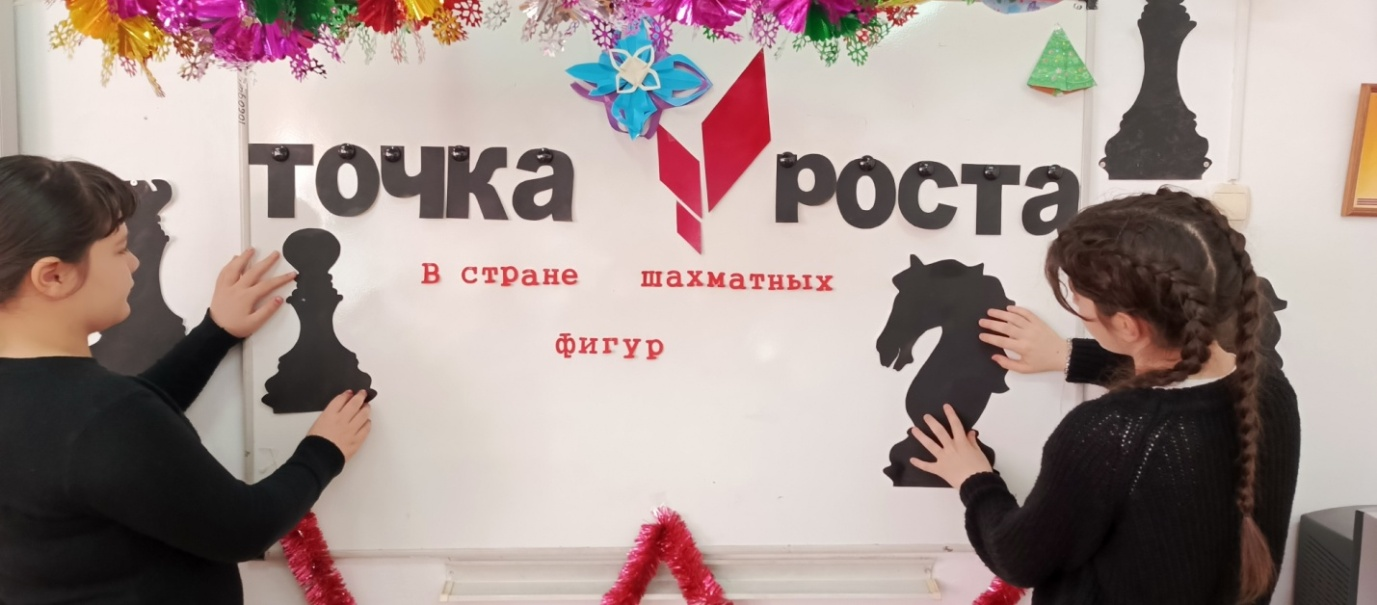 точка роста
В стране шахматных
фигур